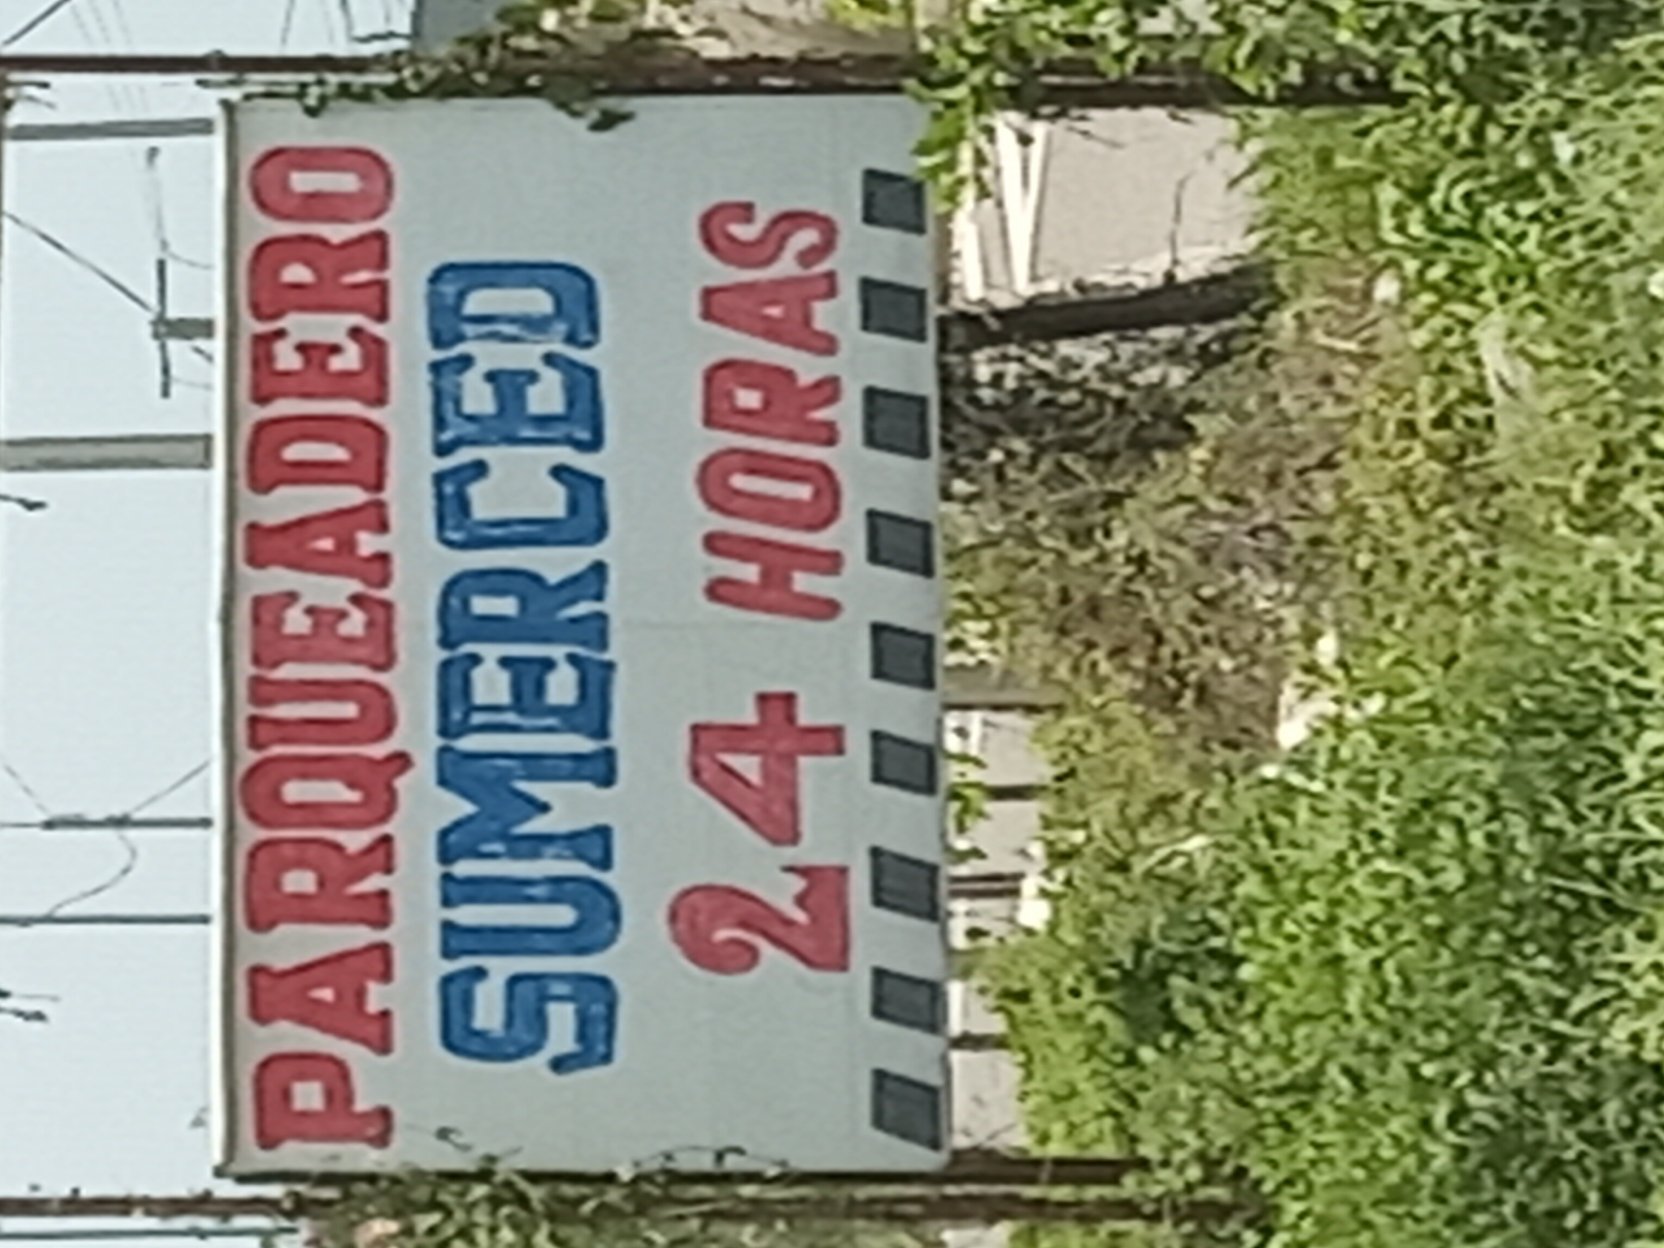 PARQUEADERO
SUMERCED
24 HORAS